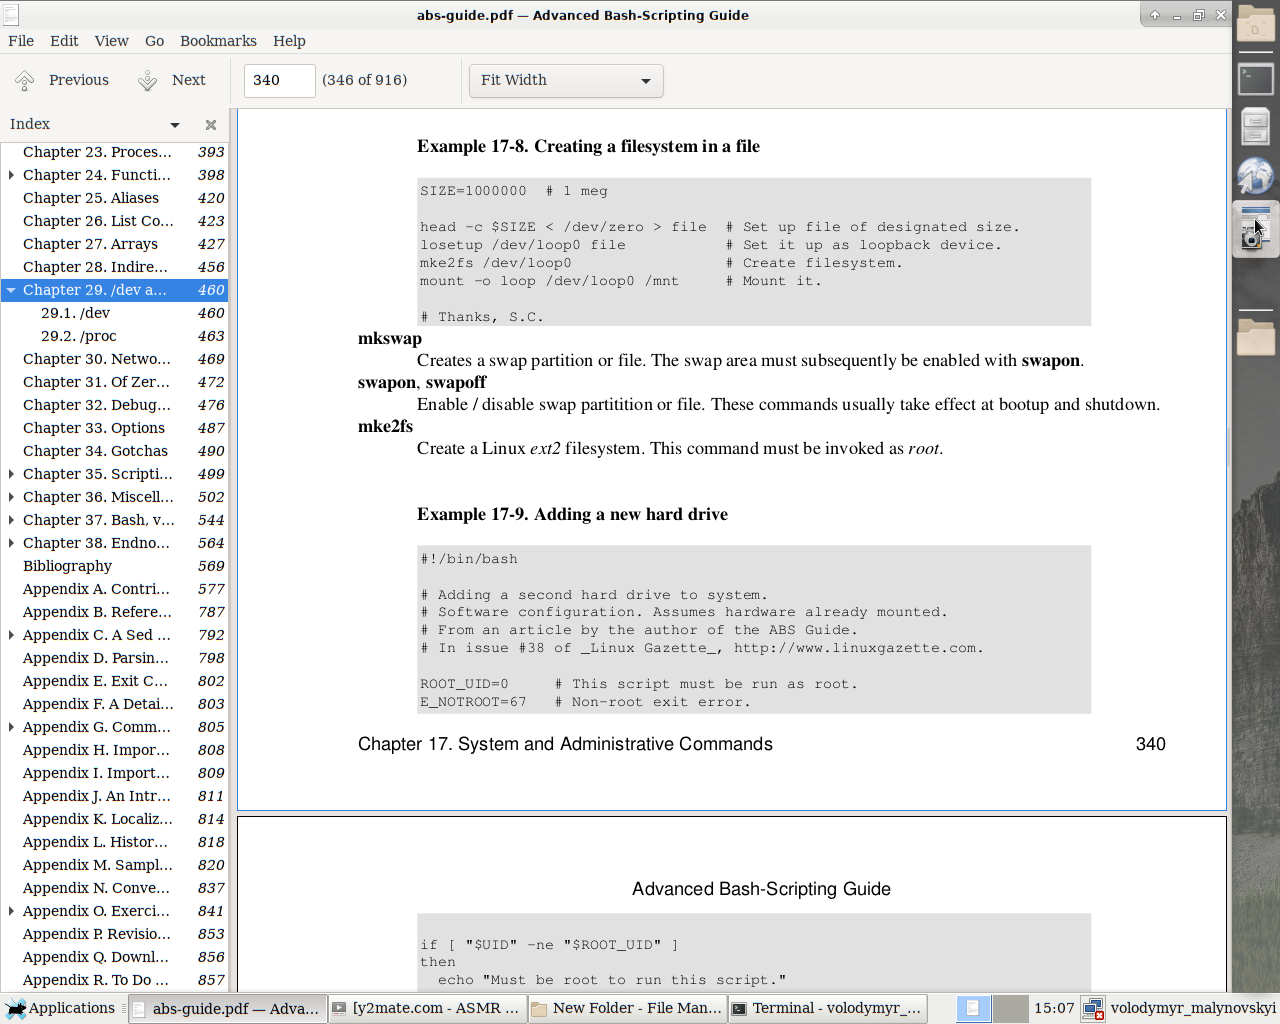 abs-guide.pdf — Advanced Bash-Scripting Guide
File Edit View Go Bookmarks Help
Previous Next 340 (346 of 916) Fit Width
Index
Chapter 23. Proces... 393
Chapter 24. Functi... 398
Chapter 25. Aliases 420
Chapter 26. List Co... 423
Chapter 27. Arrays 427
Chapter 28. Indire... 456
Chapter 29. /dev a... 460
29.1. /dev 460
29.2. /proc 463
Chapter 30. Netwo... 469
Chapter 31. Of Zer... 472
Chapter 32. Debug... 476
Chapter 33. Options 487
Chapter 34. Gotchas 490
Chapter 35. Scripti... 499
Chapter 36. Miscell... 502
Chapter 37. Bash, v... 544
Chapter 38. Endno... 564
Bibliography 569
Appendix A. Contri... 577
Appendix B. Refere... 787
Appendix C. A Sed ... 792
Appendix D. Parsin... 798
Appendix E. Exit C... 802
Appendix F. A Detai... 803
Appendix G. Comm... 805
Appendix H. Impor... 808
Appendix I. Import... 809
Appendix J. An Intr... 811
Appendix K. Localiz... 814
Appendix L. Histor... 818
Appendix M. Sampl... 820
Appendix N. Conve... 837
Appendix O. Exerci... 841
Appendix P. Revisio... 853
Appendix Q. Downl... 856
Appendix R. To Do ... 857
Example 17-8. Creating a filesystem in a file
SIZE=1000000 # 1 meg
head -c $SIZE < /dev/zero > file # Set up file of designated size.
losetup /dev/loop0 file # Set it up as loopback device.
mke2fs /dev/loop0 # Create filesystem.
mount -o loop /dev/loop0 /mnt # Mount it.
# Thanks, S.C.
mkswap
Creates a swap partition or file. The swap area must subsequently be enabled with swapon.
swapon, swapoff
Enable / disable swap partitition or file. These commands usually take effect at bootup and shutdown.
mke2fs
Create a Linux ext2 filesystem. This command must be invoked as root.
Example 17-9. Adding a new hard drive
#!/bin/bash
# Adding a second hard drive to system.
# Software configuration. Assumes hardware already mounted.
# From an article by the author of the ABS Guide.
# In issue #38 of _Linux Gazette_, http://www.linuxgazette.com.
ROOT_UID=0 # This script must be run as root.
E_NOTROOT=67 # Non-root exit error.
Chapter 17. System and Administrative Commands 340
Advanced Bash-Scripting Guide
if [ "$UID" -ne "$ROOT_UID" ]
then
echo "Must be root to run this script."
Applications abs-guide.pdf — Adva... [y2mate.com - ASMR ... New Folder - File Man... Terminal - volodymyr_... 15:07 volodymyr_malynovskyi